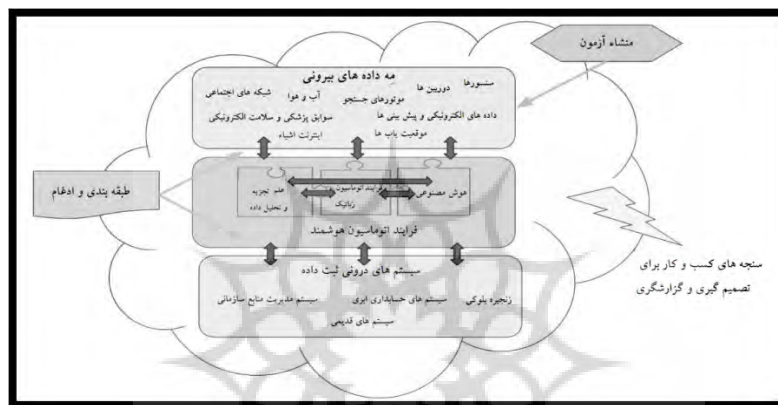 منشاء آزمون
مِه داده های بیرونی
سنسورها
دوربین ها
موتورهای جستجو
آب و هوا
شبکه های اجتماعی
داده های الکترونیکی و پیش بینی ها
سوابق پزشکی و سلامت الکترونیکی
موقعیت یاب ها
اینترنت اشیاء
طبقه بندی و ادغام
هوش مصنوعی
فرایند اتوماسیون
رباتیک
علم تجزیه
و تحلیل داده
فرایند اتوماسیون هوشمند
سنجه های کسب و کار برای
تصمیم گیری و گزارشگری
سیستم های درونی ثبت داده
زنجیره بلوکی
سیستم های حسابداری ابری
سیستم مدیریت منابع سازمانی
سیستم های قدیمی